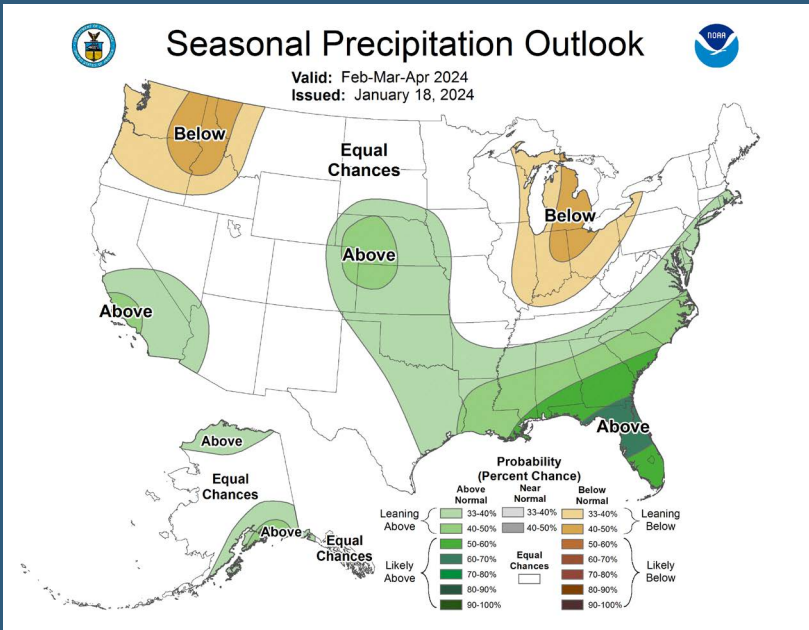 Seasonal Precipitation Outlook
NOAA
Valid: Feb-Mar-Apr 2024
Issued: January 18, 2024
Below
Equal
Chances
Above
Below
Above
Above
Above
Equal
Chances
Above
Equal
Chances
Probability
(Percent Chance)
Above
Normal
Near
Normal
Below
Normal
Leaning
Above
33-40%
33-40%
33-40%
Leaning
Below
40-50%
40-50%
40-50%
Likely
Above
50-60%
50-60%
Likely
Below
60-70%
Equal
Chances
60-70%
70-80%
70-80%
80-90%
80-90%
90-100%
90-100%